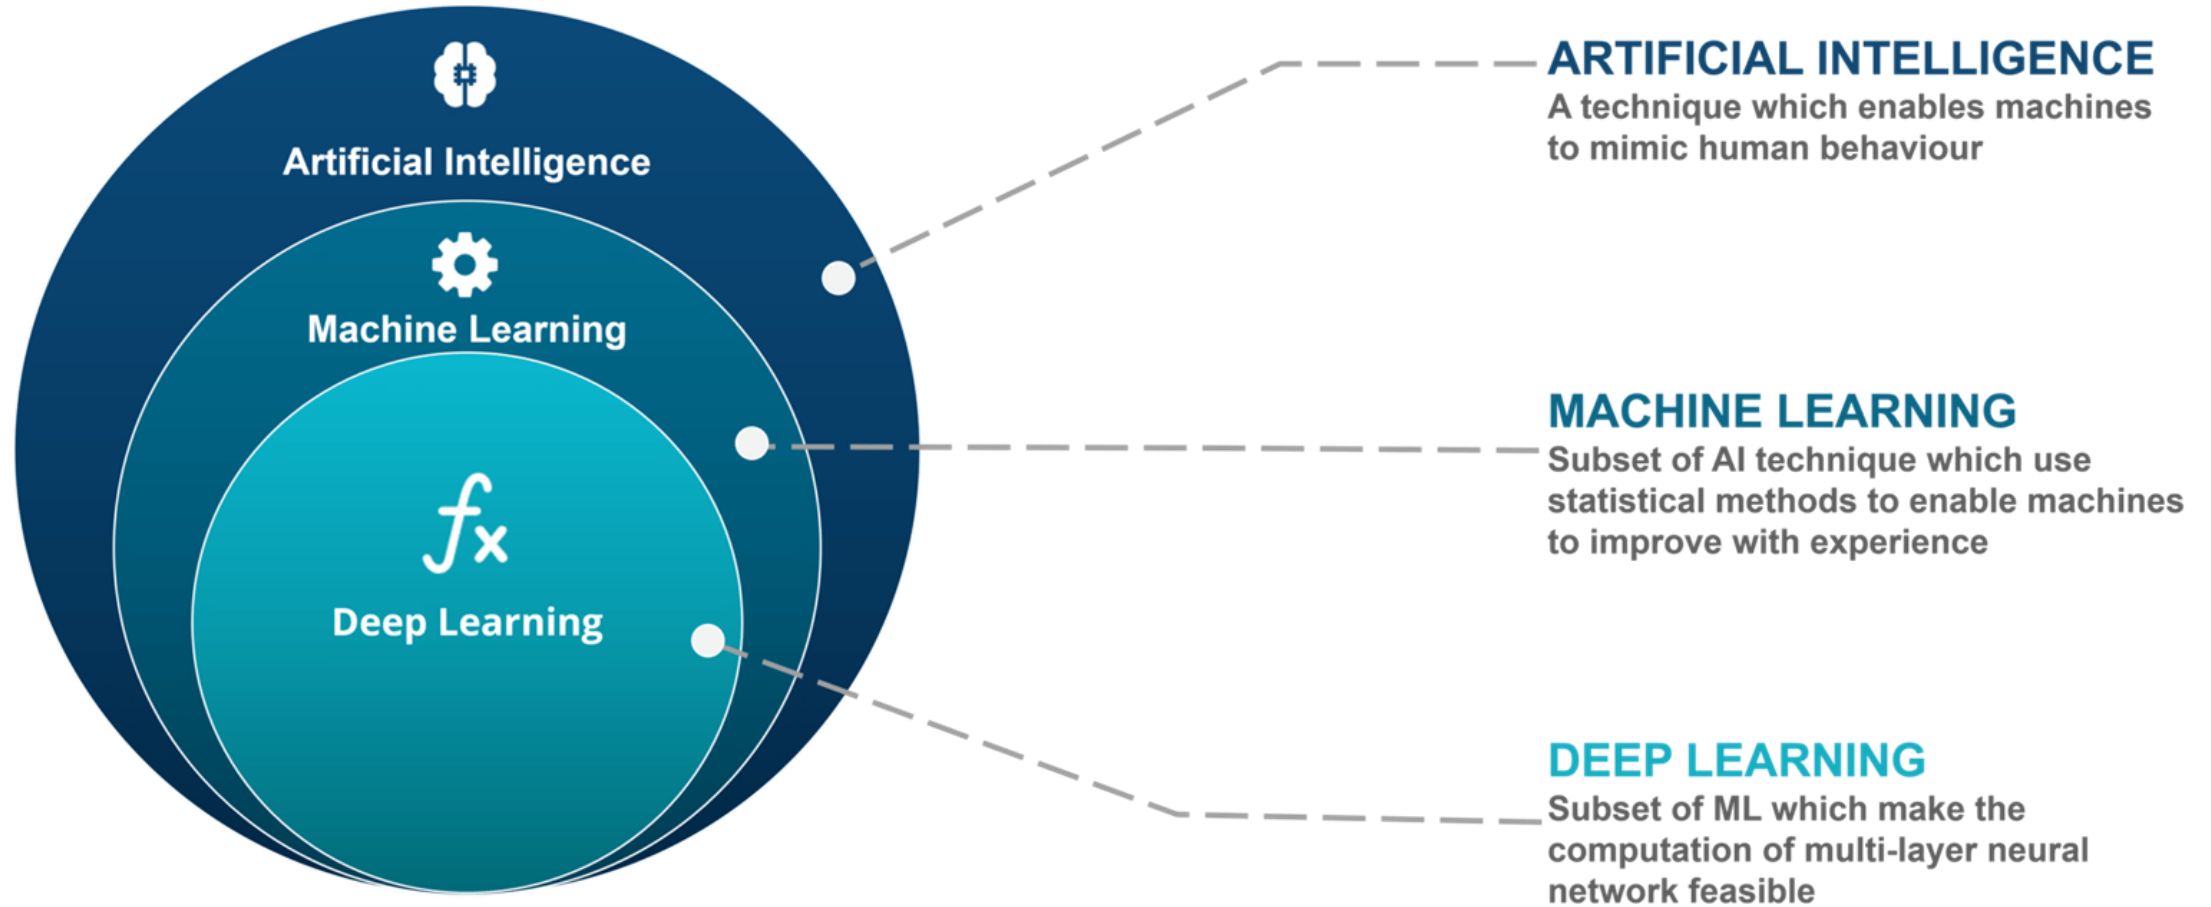 Artificial Intelligence
Machine Learning
fx
Deep Learning
ARTIFICIAL INTELLIGENCE
A technique which enables machines
to mimic human behaviour
MACHINE LEARNING
Subset of AI technique which use
statistical methods to enable machines
to improve with experience
DEEP LEARNING
Subset of ML which make the
computation of multi-layer neural
network feasible